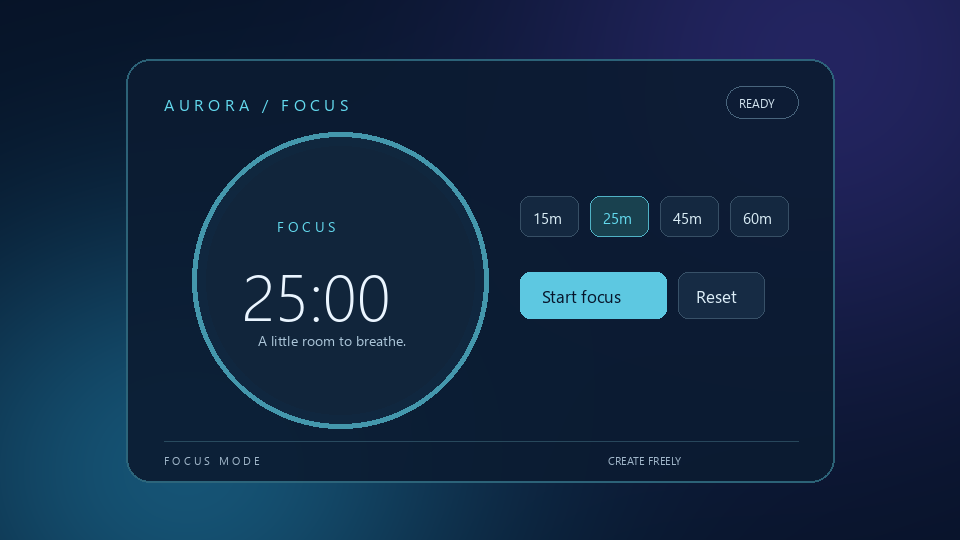 AURORA / FOCUS
READY
FOCUS
25:00
A little room to breathe.
15m 25m 45m 60m
Start focus Reset
FOCUS MODE
CREATE FREELY